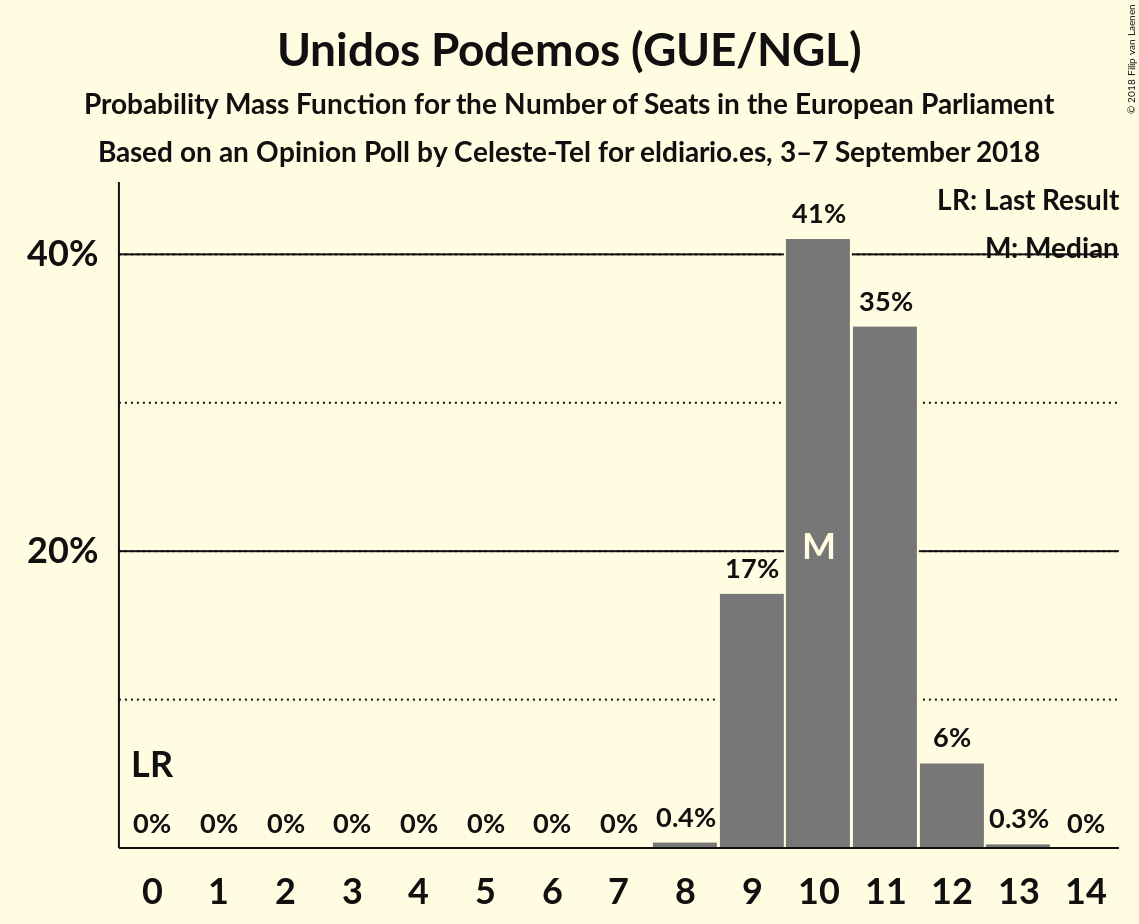 Unidos Podemos (GUE/NGL)
Probability Mass Function for the Number of Seats in the European Parliament
Based on an Opinion Poll by Celeste-Tel for eldiario.es, 3–7 September 2018
© 2018 Filip van Laenen
LR: Last Result
M: Median
41%
40%
35%
M
20%
17%
6%
LR
0% 0% 0% 0% 0% 0% 0% 0% 0.4% 0.3% 0%
0 1 2 3 4 5 6 7 8 9 10 11 12 13 14